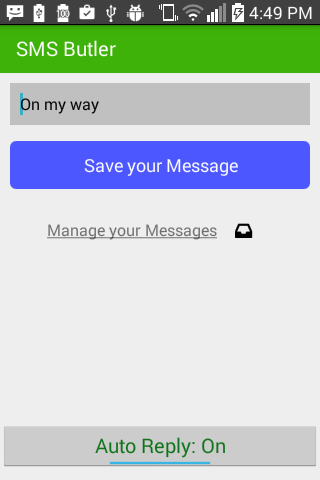 4:49 PM
SMS Butler
On my way
Save your Message
Manage your Messages
Auto Reply: On